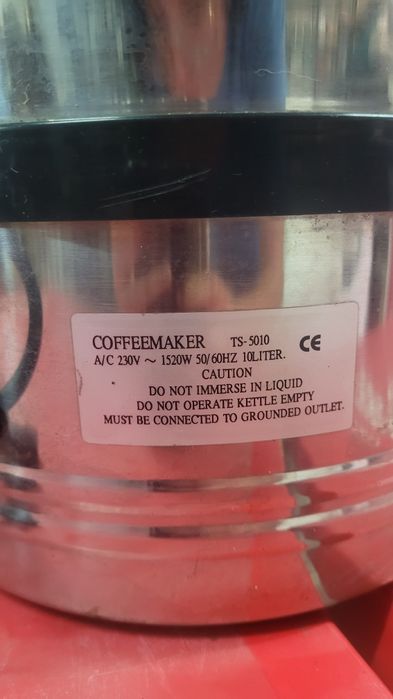 COFFEEMAKER TS-5010 CE
A/C 230V ~ 1520W 50/60HZ 10LITER.
CAUTION
DO NOT IMMERSE IN LIQUID
DO NOT OPERATE KETTLE EMPTY
MUST BE CONNECTED TO GROUNDED OUTLET.